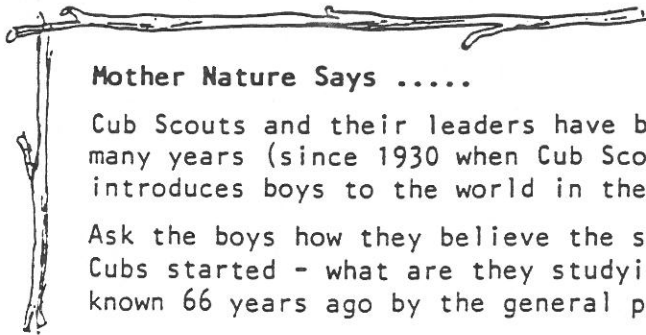 Mother Nature Says .....
Cub Scouts and their leaders have b
many years (since 1930 when Cub Sco
introduces boys to the world in the
Ask the boys how they believe the s
Cubs started - what are they studyi
known 66 years ago by the general p